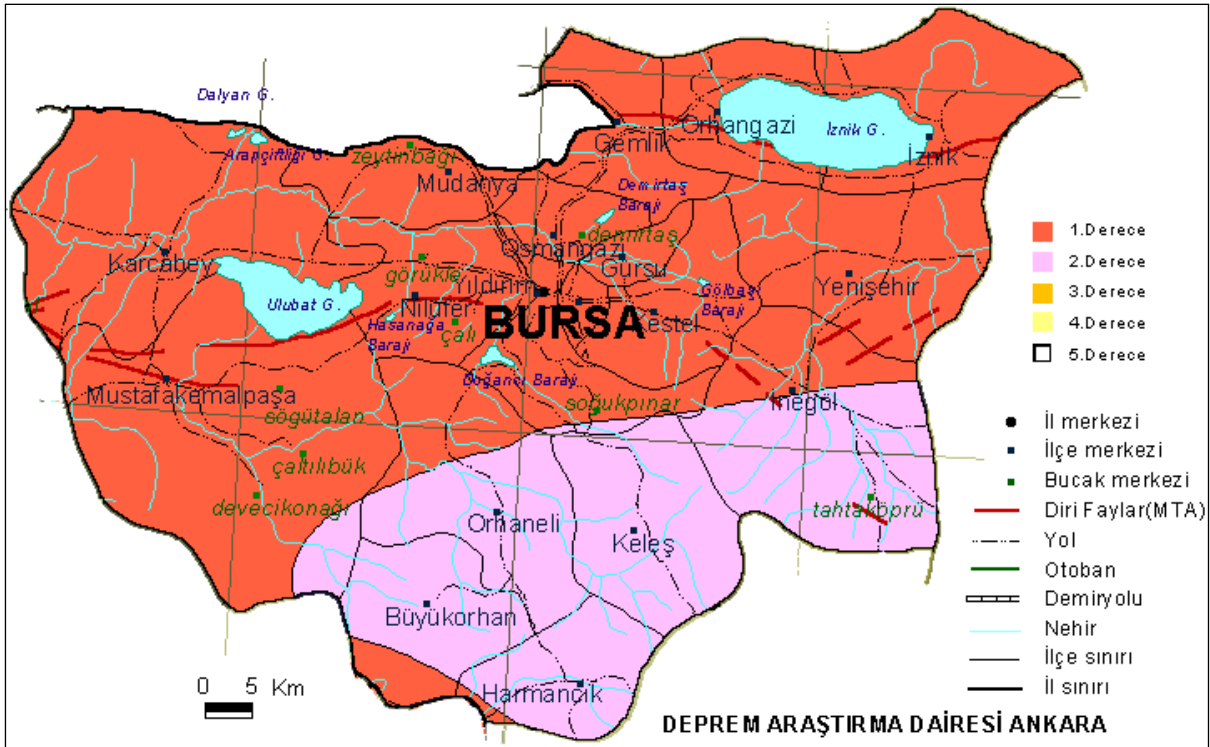 Dalyan G.
Arapçiftliği G.
zeytinbağı
Mudanya
Gemlik
Orhangazi
İznik G.
İznik
Demirtaş
Barajı
Karcabey
Osmangazi
demirtaş
görükle
Gürsu
Ulubat G.
Yıldırım
Nilüfer
Gölbaşı
Barajı
Yenişehir
Hasanağa
Barajı
çalı
BURSA
Kestel
Doğancı Barajı
Mustafakemalpaşa
söğütalan
soğukpınar
İnegöl
çaltılıbük
devecikonağı
Orhaneli
Keleş
tahtaköprü
Büyükorhan
Harmancık
0 5 Km
1.Derece
2.Derece
3.Derece
4.Derece
5.Derece
İl merkezi
İlçe merkezi
Bucak merkezi
Diri Faylar(MTA)
Yol
Otoban
Demiryolu
Nehir
İlçe sınırı
İl sınırı
DEPREM ARAŞTIRMA DAİRESİ ANKARA